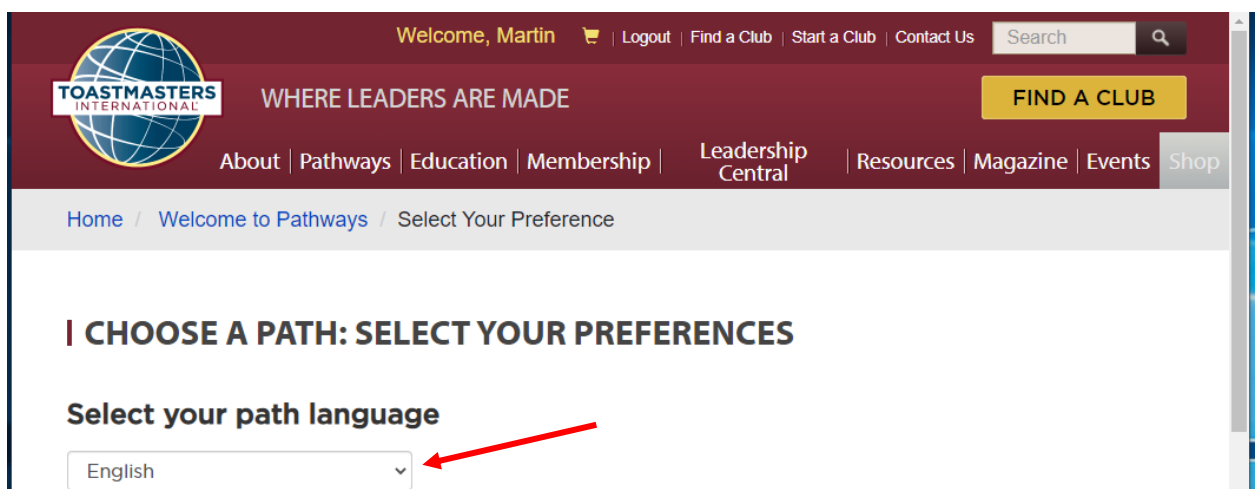 Welcome, Martin | Logout | Find a Club | Start a Club | Contact Us Search
TOASTMASTERS
INTERNATIONAL
WHERE LEADERS ARE MADE
FIND A CLUB
About | Pathways | Education | Membership | Leadership Central | Resources | Magazine | Events Shop
Home / Welcome to Pathways / Select Your Preference
CHOOSE A PATH: SELECT YOUR PREFERENCES
Select your path language
English